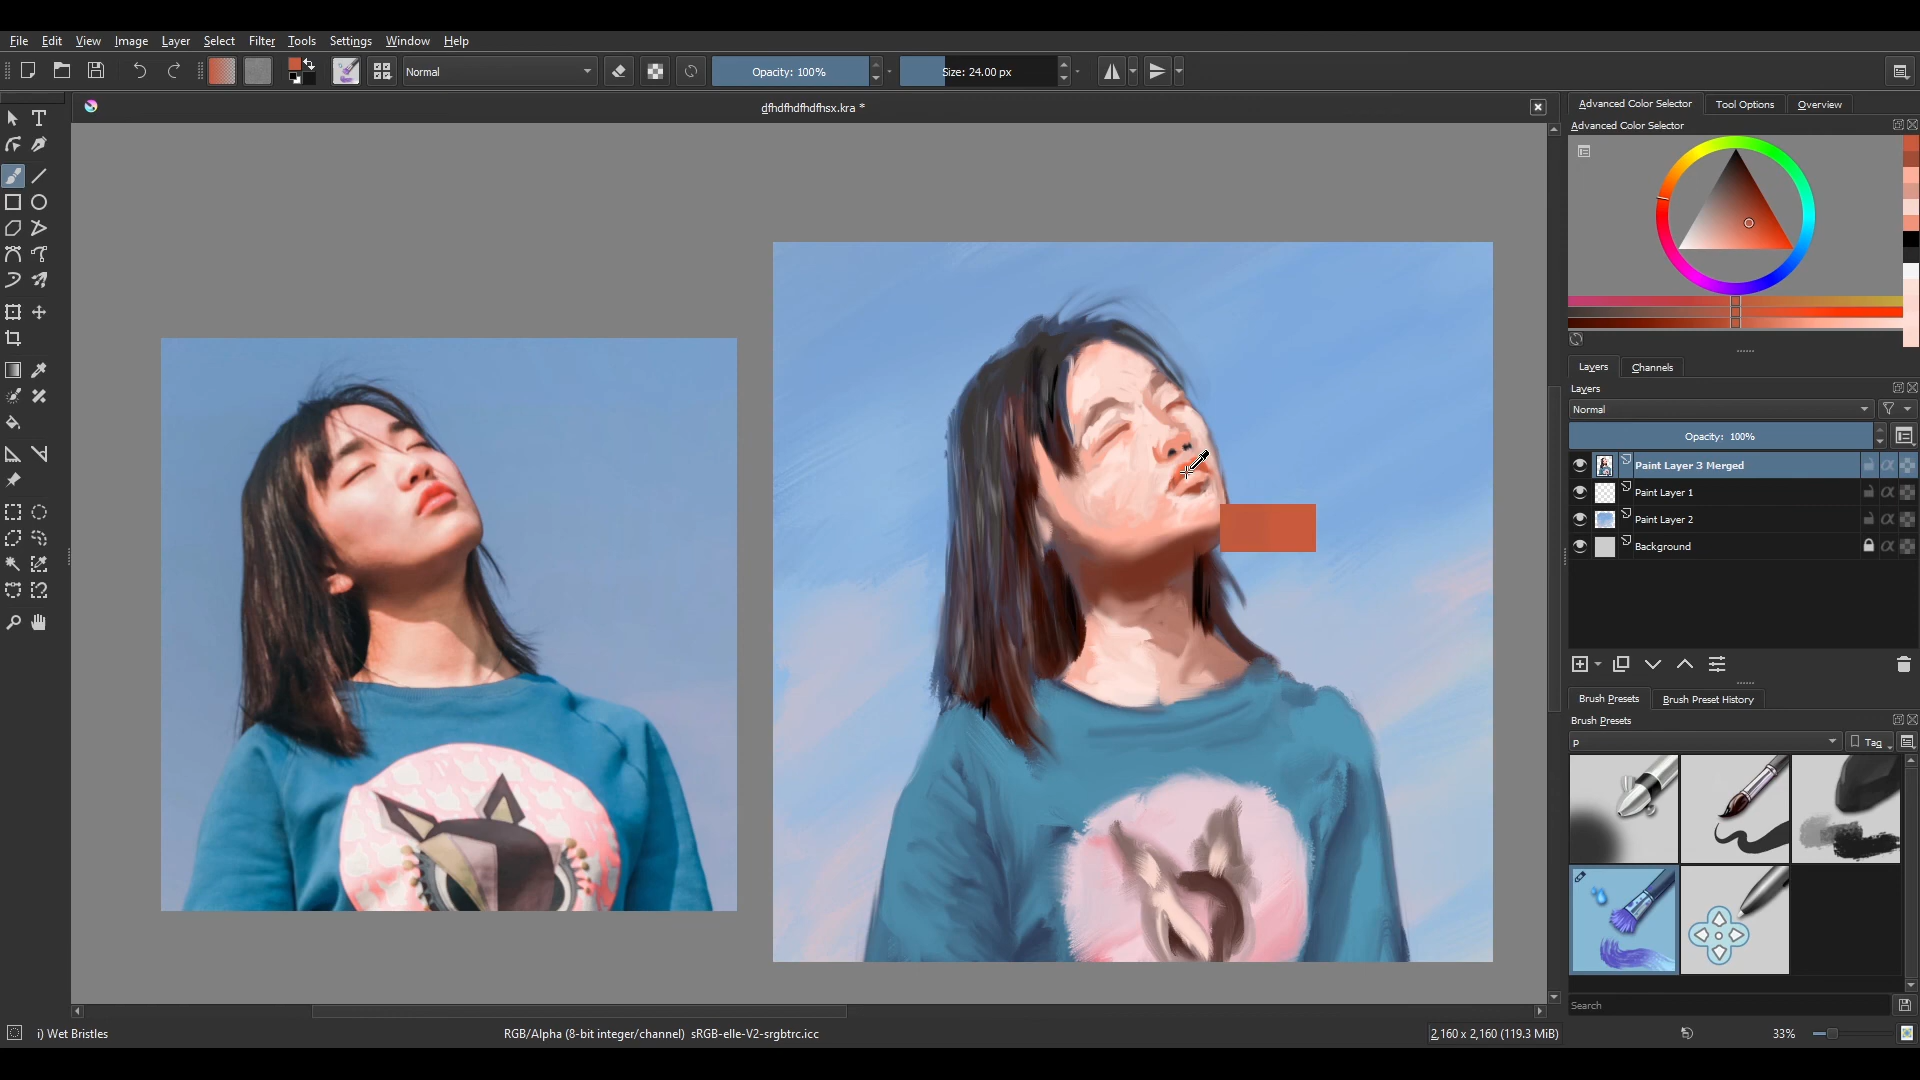 File Edit View Image Layer Select Filter Tools Settings Window Help
Normal Opacity: 100% Size: 24.00 px
dfhdfhdfhdfhsx.kra *
Advanced Color Selector Tool Options Overview
Advanced Color Selector
Layers Channels
Layers
Normal
Opacity: 100%
Paint Layer 3 Merged
Paint Layer 1
Paint Layer 2
Background
Brush Presets Brush Preset History
Brush Presets
p Tag
Search
i) Wet Bristles RGB/Alpha (8-bit integer/channel) sRGB-elle-V2-srgbtrc.icc 2,160 x 2,160 (119.3 MiB) 33%